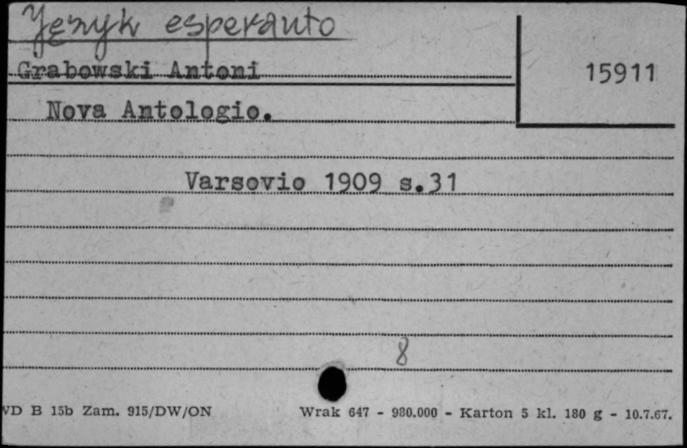 Język esperanto
Grabowski Antoni
15911
Nova Antologio.
Varsovio 1909 s.31
8
WD B 15b Zam. 915/DW/ON Wrak 647 - 980.000 - Karton 5 kl. 180 g - 10.7.67.